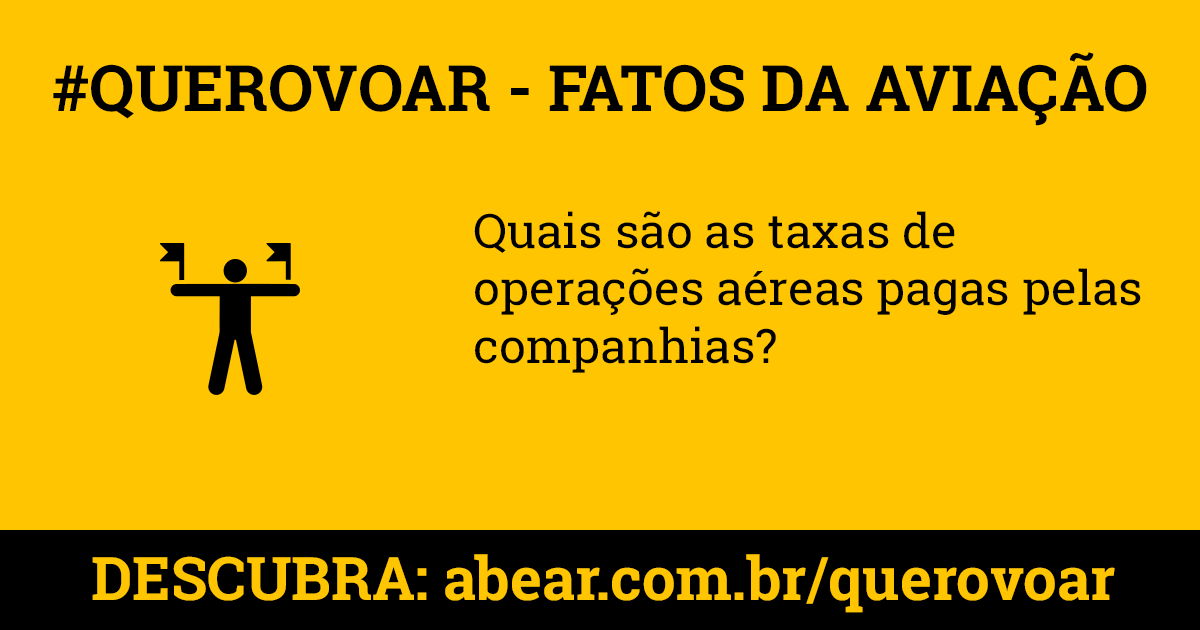 #QUEROVOAR - FATOS DA AVIAÇÃO
Quais são as taxas de
operações aéreas pagas pelas
companhias?
DESCUBRA: abear.com.br/querovoar